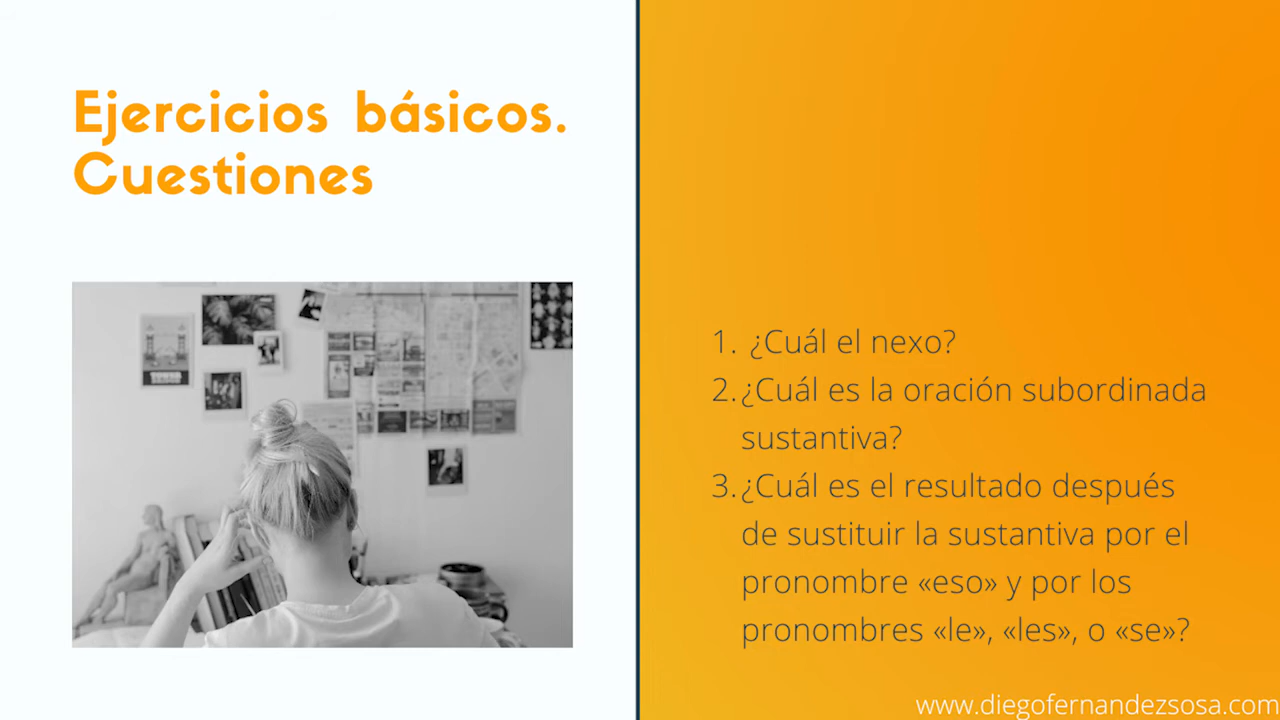 Ejercicios básicos.
Cuestiones
1. ¿Cuál el nexo?
2. ¿Cuál es la oración subordinada
sustantiva?
3. ¿Cuál es el resultado después
de sustituir la sustantiva por el
pronombre «eso» y por los
pronombres «le», «les», o «se»?
www.diegofernandezsosa.com